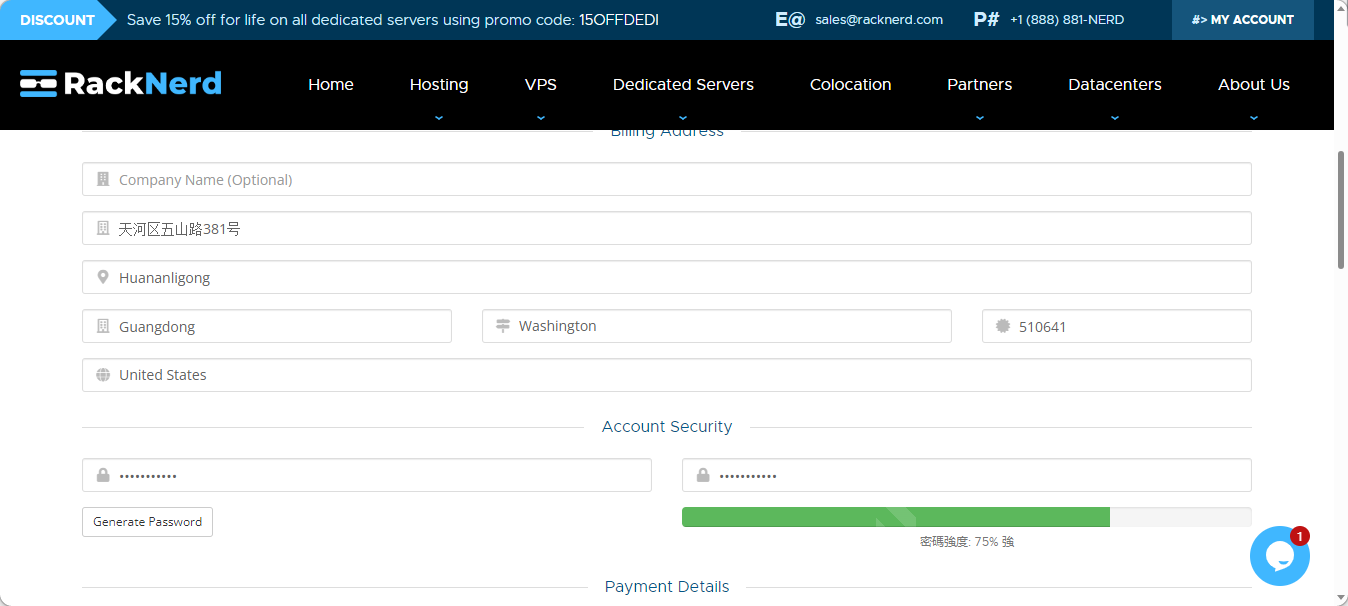 DISCOUNT Save 15% off for life on all dedicated servers using promo code: 15OFFDEDI E@ sales@racknerd.com P# +1 (888) 881-NERD #> MY ACCOUNT
RackNerd Home Hosting VPS Dedicated Servers Colocation Partners Datacenters About Us
Billing Address
Company Name (Optional)
天河区五山路381号
Huananligong
Guangdong Washington 510641
United States
Account Security
••••••••••• •••••••••••
Generate Password
密碼強度: 75% 強
1
Payment Details